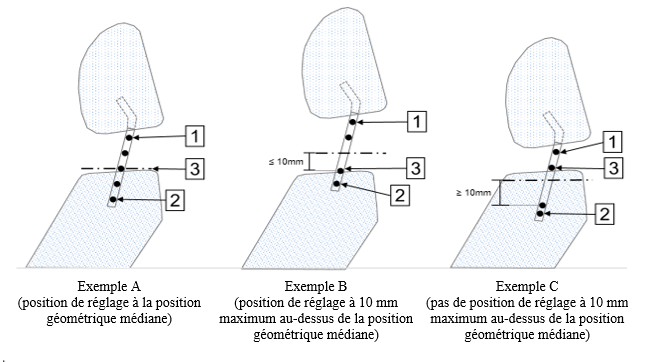 1
3
2
1
≤ 10mm
3
2
1
3
≥ 10mm
2
Exemple A
(position de réglage à la position
géométrique médiane)
Exemple B
(position de réglage à 10 mm
maximum au-dessus de la position
géométrique médiane)
Exemple C
(pas de position de réglage à 10 mm
maximum au-dessus de la position
géométrique médiane)